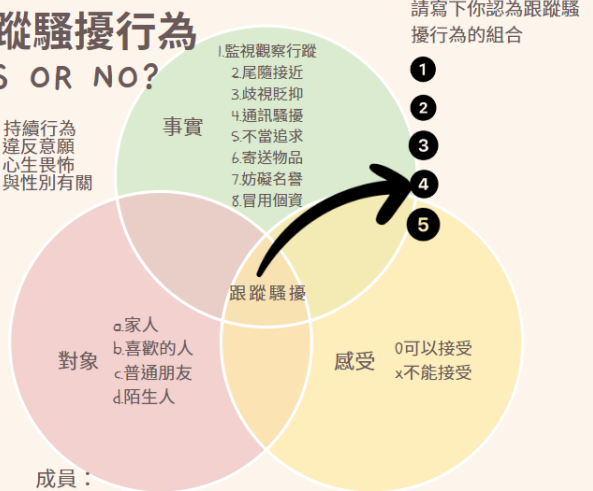 蹤騷擾行為
S OR NO?
持續行為
違反意願
心生畏怖
與性別有關
事實
1.監視觀察行蹤
2.尾隨接近
3.歧視貶抑
4.通訊騷擾
5.不當追求
6.寄送物品
7.妨礙名譽
8.冒用個資
請寫下你認為跟蹤騷
擾行為的組合
1
2
3
4
5
跟蹤騷擾
對象
a.家人
b.喜歡的人
c.普通朋友
d.陌生人
感受
0可以接受
x不能接受
成員：